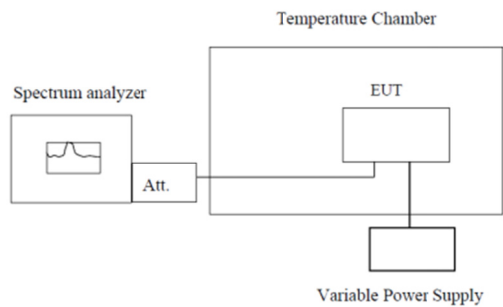 Temperature Chamber
Spectrum analyzer
EUT
Att.
Variable Power Supply